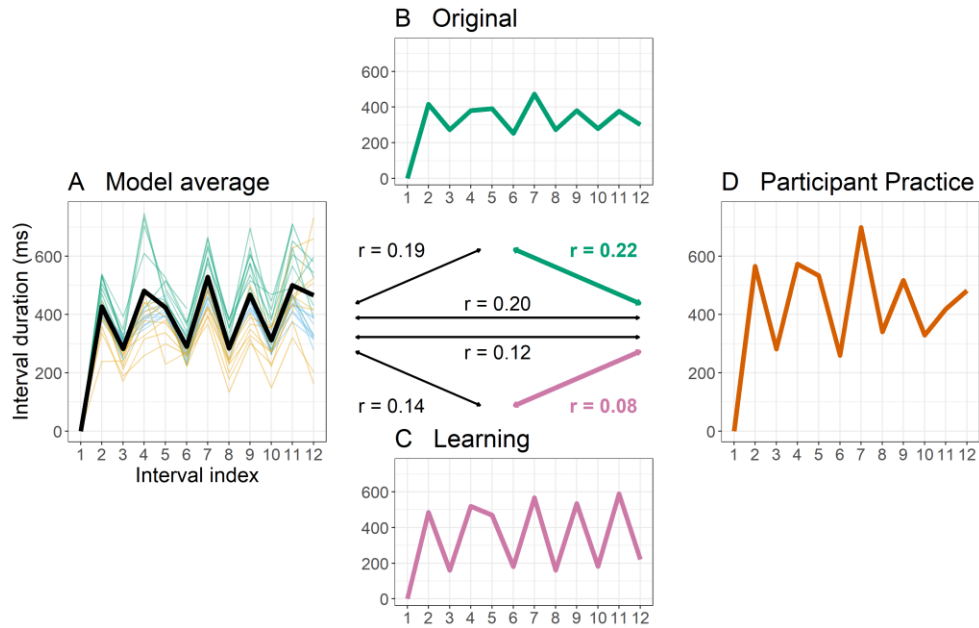 B Original
600
400
200
0
1 2 3 4 5 6 7 8 9 10 11 12
A Model average
Interval duration (ms)
600
400
200
0
1 2 3 4 5 6 7 8 9 10 11 12
Interval index
r = 0.19
r = 0.22
r = 0.20
r = 0.12
r = 0.14
r = 0.08
D Participant Practice
600
400
200
0
1 2 3 4 5 6 7 8 9 10 11 12
C Learning
600
400
200
0
1 2 3 4 5 6 7 8 9 10 11 12